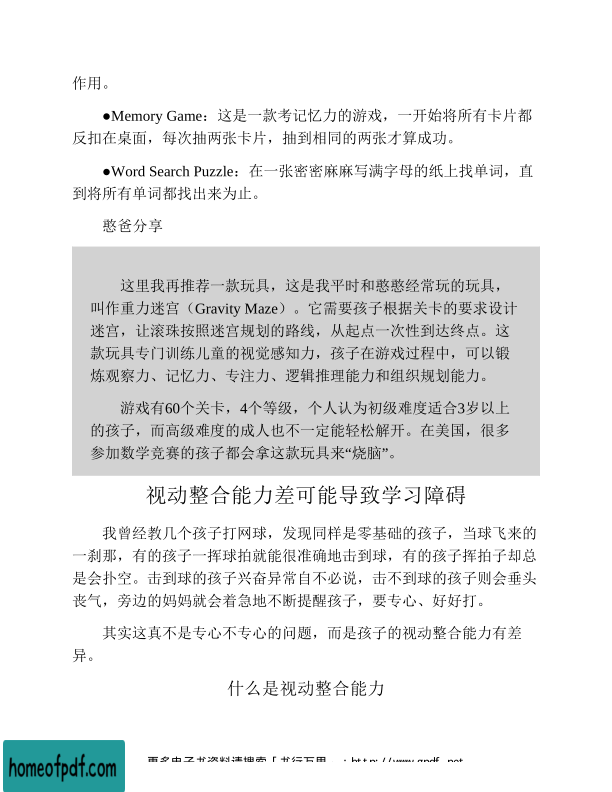 作用。
●Memory Game：这是一款考记忆力的游戏，一开始将所有卡片都
反扣在桌面，每次抽两张卡片，抽到相同的两张才算成功。
●Word Search Puzzle：在一张密密麻麻写满字母的纸上找单词，直
到将所有单词都找出来为止。
憨爸分享
这里我再推荐一款玩具，这是我平时和憨憨经常玩的玩具，
叫作重力迷宫（Gravity Maze）。它需要孩子根据关卡的要求设计
迷宫，让滚珠按照迷宫规划的路线，从起点一次性到达终点。这
款玩具专门训练儿童的视觉感知力，孩子在游戏过程中，可以锻
炼观察力、记忆力、专注力、逻辑推理能力和组织规划能力。
游戏有60个关卡，4个等级，个人认为初级难度适合3岁以上
的孩子，而高级难度的成人也不一定能轻松解开。在美国，很多
参加数学竞赛的孩子都会拿这款玩具来“烧脑”。
视动整合能力差可能导致学习障碍
我曾经教几个孩子打网球，发现同样是零基础的孩子，当球飞来的
一刹那，有的孩子一挥球拍就能很准确地击到球，有的孩子挥拍子却总
是会扑空。击到球的孩子兴奋异常自不必说，击不到球的孩子则会垂头
丧气，旁边的妈妈就会着急地不断提醒孩子，要专心、好好打。
其实这真不是专心不专心的问题，而是孩子的视动整合能力有差
异。
什么是视动整合能力
更多电子书资料请搜索「书行万里
homeofpdf.com